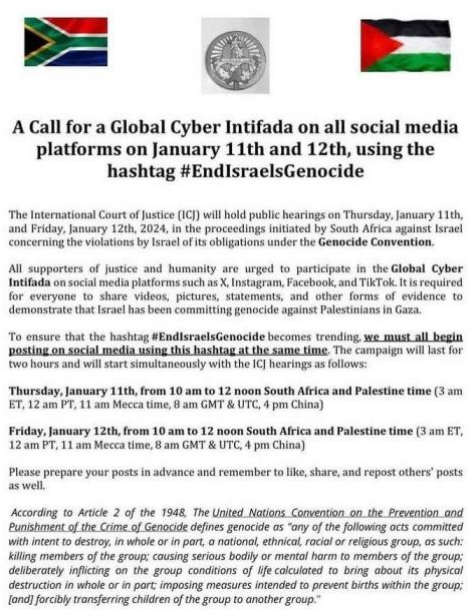 A Call for a Global Cyber Intifada on all social media
platforms on January 11th and 12th, using the
hashtag #EndIsraelsGenocide
The International Court of Justice (ICJ) will hold public hearings on Thursday, January 11th,
and Friday, January 12th, 2024, in the proceedings initiated by South Africa against Israel
concerning the violations by Israel of its obligations under the Genocide Convention.
All supporters of justice and humanity are urged to participate in the Global Cyber
Intifada on social media platforms such as X, Instagram, Facebook, and TikTok. It is required
for everyone to share videos, pictures, statements, and other forms of evidence to
demonstrate that Israel has been committing genocide against Palestinians in Gaza.
To ensure that the hashtag #EndIsraelsGenocide becomes trending, we must all begin
posting on social media using this hashtag at the same time. The campaign will last for
two hours and will start simultaneously with the ICJ hearings as follows:
Thursday, January 11th, from 10 am to 12 noon South Africa and Palestine time (3 am
ET, 12 am PT, 11 am Mecca time, 8 am GMT & UTC, 4 pm China)
Friday, January 12th, from 10 am to 12 noon South Africa and Palestine time (3 am ET,
12 am PT, 11 am Mecca time, 8 am GMT & UTC, 4 pm China)
Please prepare your posts in advance and remember to like, share, and repost others' posts
as well.
According to Article 2 of the 1948, The United Nations Convention on the Prevention and
Punishment of the Crime of Genocide defines genocide as "any of the following acts committed
with intent to destroy, in whole or in part, a national, ethnical, racial or religious group, as such:
killing members of the group; causing serious bodily or mental harm to members of the group;
deliberately inflicting on the group conditions of life calculated to bring about its physical
destruction in whole or in part; imposing measures intended to prevent births within the group;
[and] forcibly transferring children of the group to another group."